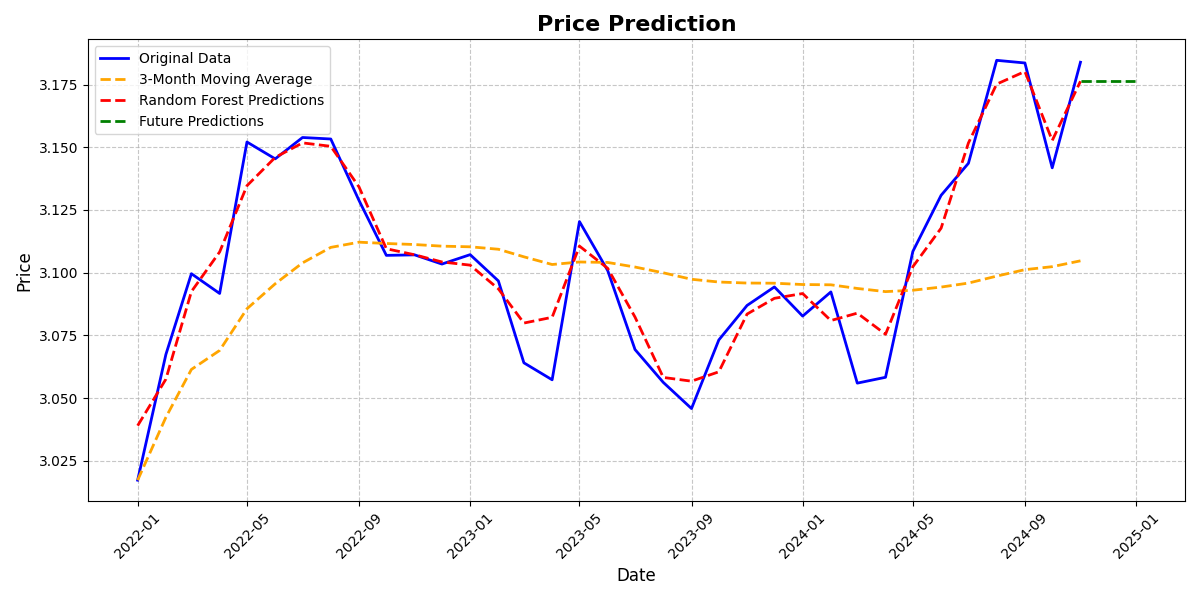 Price Prediction
Original Data
3-Month Moving Average
Random Forest Predictions
Future Predictions
Price
3.175
3.150
3.125
3.100
3.075
3.050
3.025
2022-01
2022-05
2022-09
2023-01
2023-05
2023-09
2024-01
2024-05
2024-09
2025-01
Date